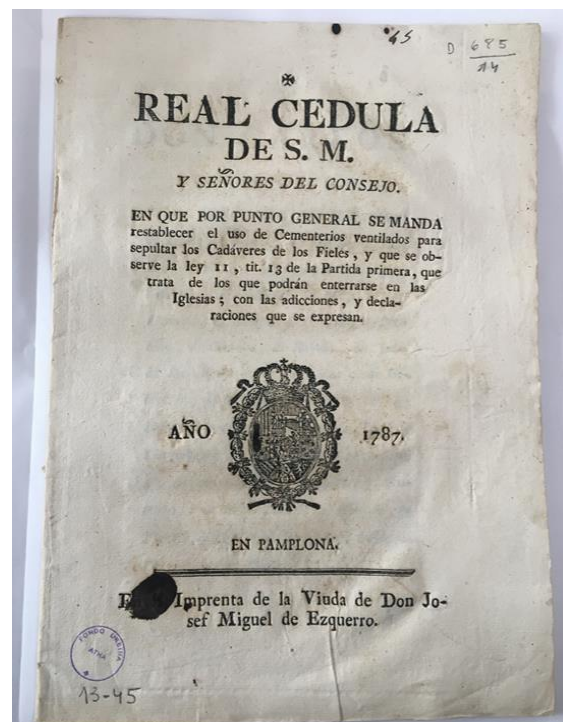 45
D 685
14
✠
REAL CEDULA
DE S. M.
Y SEÑORES DEL CONSEJO.
EN QUE POR PUNTO GENERAL SE MANDA
restablecer el uso de Cementerios ventilados para
sepultar los Cadáveres de los Fieles, y que se ob-
serve la ley 11, tit. 13 de la Partida primera, que
trata de los que podrán enterrarse en las
Iglesias; con las adicciones, y decla-
raciones que se expresan.
AÑO 1787.
EN PAMPLONA.
Imprenta de la Viuda de Don Jo-
sef Miguel de Ezquerro.
FONDO URBINA
ATHA
13-45